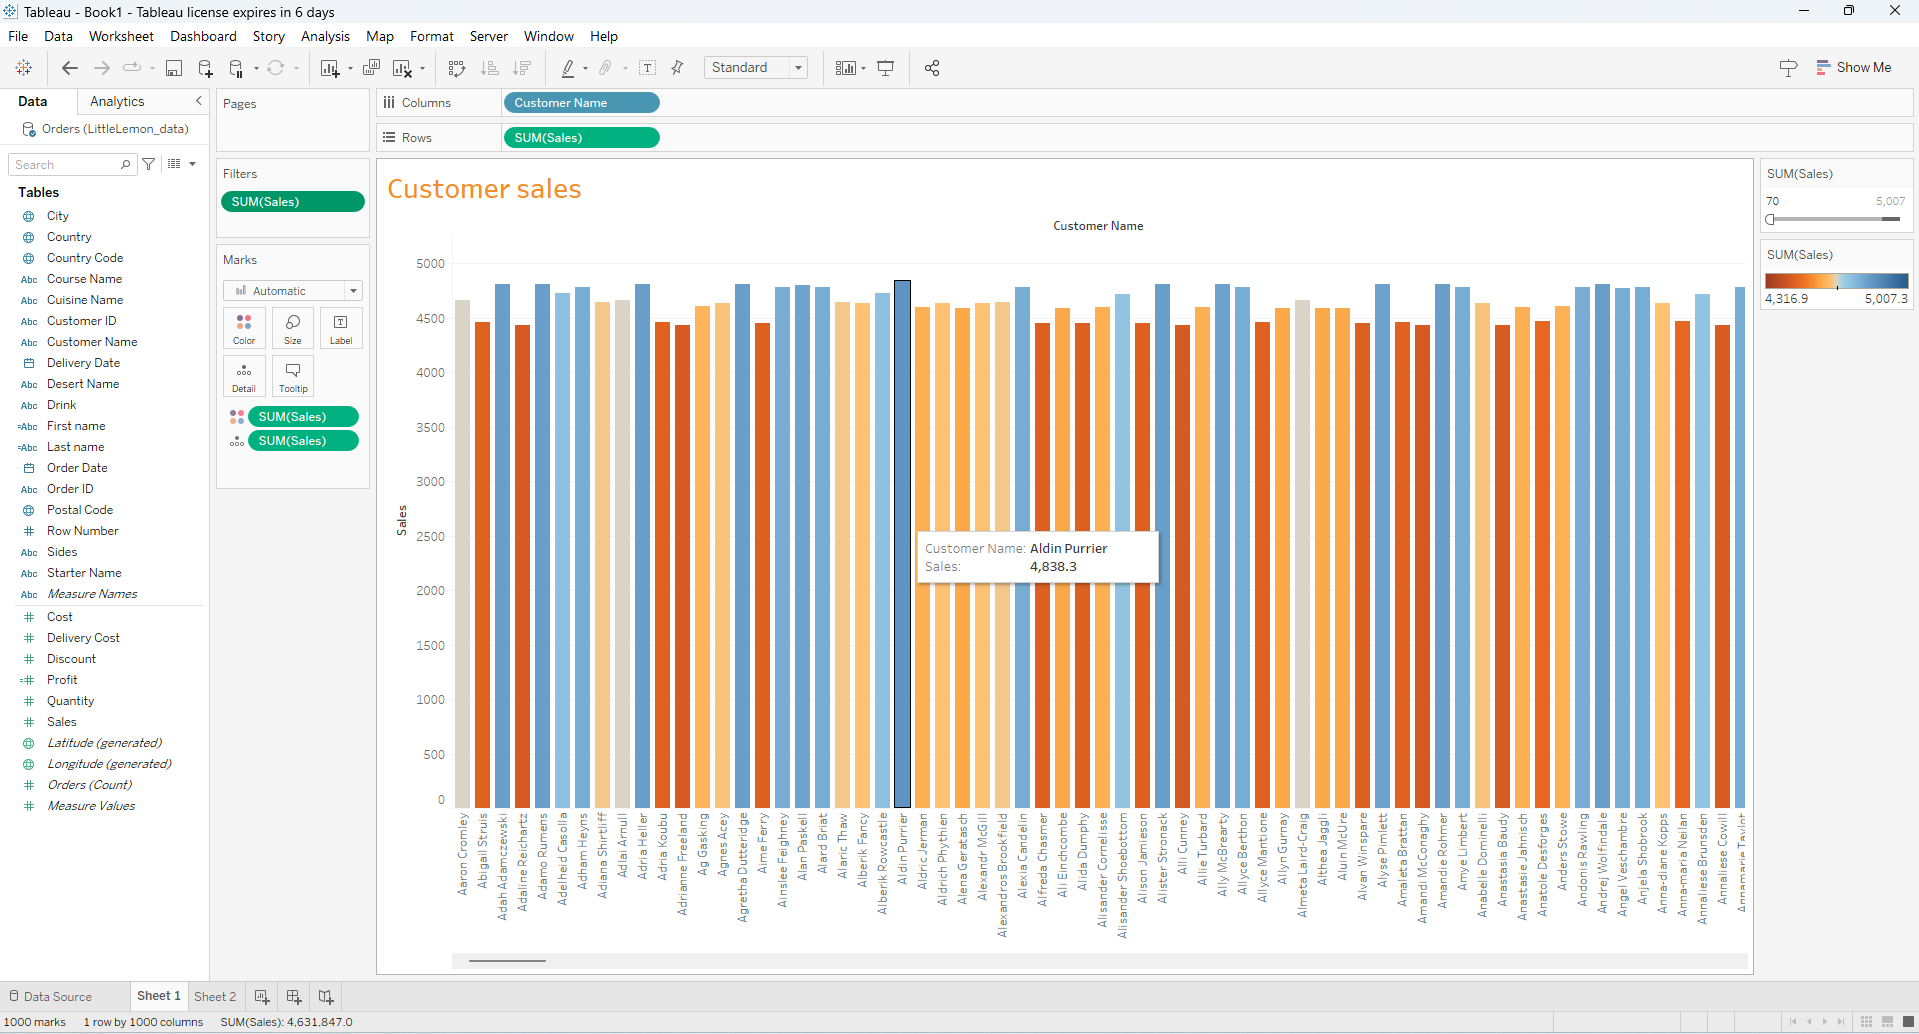 Tableau - Book1 - Tableau license expires in 6 days
File Data Worksheet Dashboard Story Analysis Map Format Server Window Help
Standard
Show Me
Data Analytics
Orders (LittleLemon_data)
Search
Tables
City
Country
Country Code
Abc Course Name
Abc Cuisine Name
Abc Customer ID
Abc Customer Name
Delivery Date
Abc Desert Name
Abc Drink
=Abc First name
=Abc Last name
Order Date
Abc Order ID
Postal Code
# Row Number
Abc Sides
Abc Starter Name
Abc Measure Names
# Cost
# Delivery Cost
# Discount
=# Profit
# Quantity
# Sales
Latitude (generated)
Longitude (generated)
# Orders (Count)
# Measure Values
Pages
Filters
SUM(Sales)
Marks
Automatic
Color Size Label
Detail Tooltip
SUM(Sales)
SUM(Sales)
Columns Customer Name
Rows SUM(Sales)
Customer sales
Customer Name
Sales
5000
4500
4000
3500
3000
2500
2000
1500
1000
500
0
Customer Name: Aldin Purrier
Sales: 4,838.3
Aaron Cromley
Abigail Struis
Adah Adamczewski
Adaline Reichartz
Adamo Rumens
Adelheid Casolla
Adham Heyns
Adiana Shirtliff
Adlai Arnull
Adria Heller
Adria Koubu
Adrianne Freeland
Ag Gasking
Agnes Acey
Agretha Dutteridge
Aime Ferry
Ainslee Feighney
Alan Paskell
Alard Briat
Alaric Thaw
Alberik Fancy
Alberik Rowcastle
Aldin Purrier
Aldric Jerman
Aldrich Phythien
Alena Geratasch
Alexandr McGill
Alexandros Brookfield
Alexia Candelin
Alfreda Chasmer
Ali Einchcombe
Alida Dumphy
Alisander Cornelisse
Alisander Shoebottom
Alison Jamieson
Alister Stronack
Alli Cunney
Allie Turbard
Ally McBrearty
Allyce Berthon
Allyce Mantione
Allyn Gurnay
Almeta Laird-Craig
Althea Jaggli
Aluin McUre
Alvan Winspare
Alyse Pimlett
Amaleta Brattan
Amandi McConaghy
Amandie Rohmer
Amye Limbert
Anabelle Dominelli
Anastasia Baudy
Anastasie Jahnisch
Anatole Desforges
Anders Stowe
Andonis Rawling
Andrej Wolfindale
Angel Veschambre
Anjela Shobrook
Anna-diane Kopps
Anna-maria Neilan
Annaliese Brunsden
Annaliese Cowill
Annamarie Taylot
SUM(Sales)
70 5,007
SUM(Sales)
4,316.9 5,007.3
Data Source Sheet 1 Sheet 2
1000 marks 1 row by 1000 columns SUM(Sales): 4,631,847.0